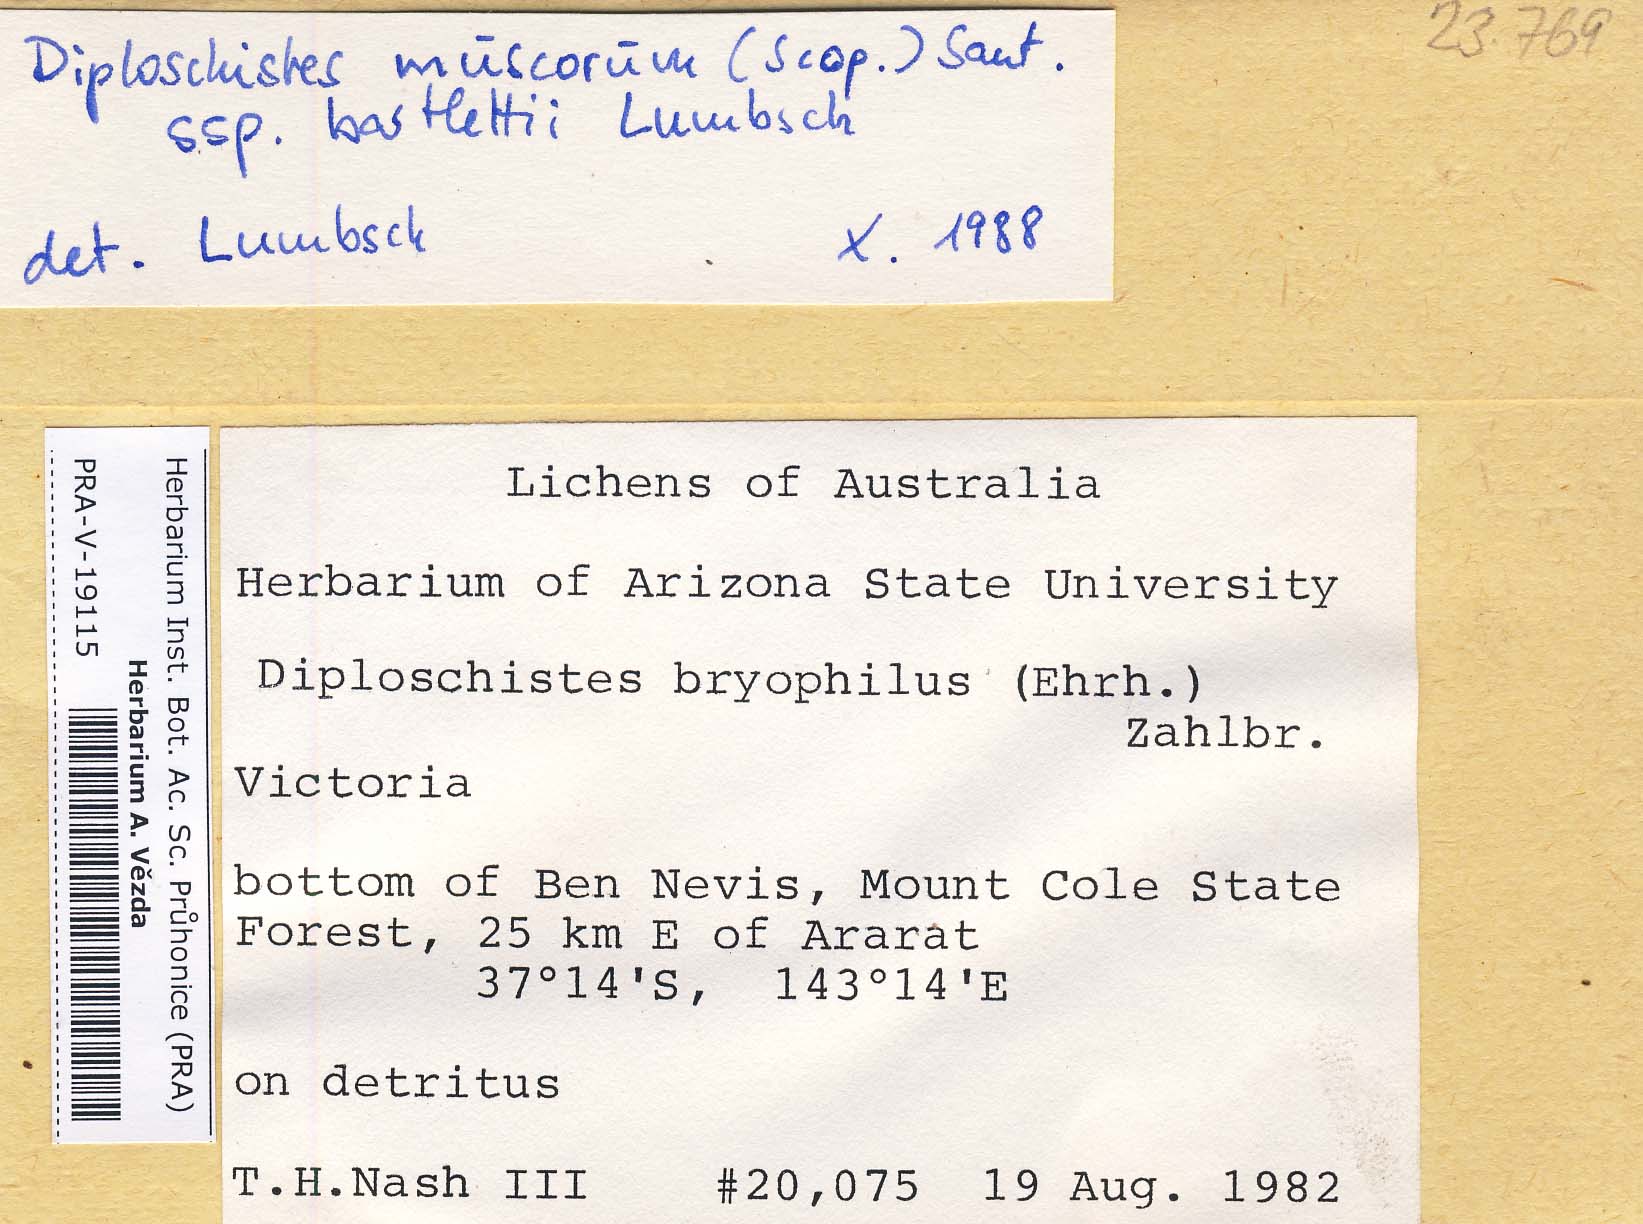 23.769
Diploschistes muscorum (Scop.) Sant.
ssp. bartlettii Lumbsch
det. Lumbsch X. 1988
Herbarium Inst. Bot. Ac. Sc. Průhonice (PRA)
Herbarium A. Vězda
PRA-V-19115
Lichens of Australia
Herbarium of Arizona State University
Diploschistes bryophilus (Ehrh.)
Zahlbr.
Victoria
bottom of Ben Nevis, Mount Cole State
Forest, 25 km E of Ararat
37°14'S, 143°14'E
on detritus
T.H.Nash III #20,075 19 Aug. 1982